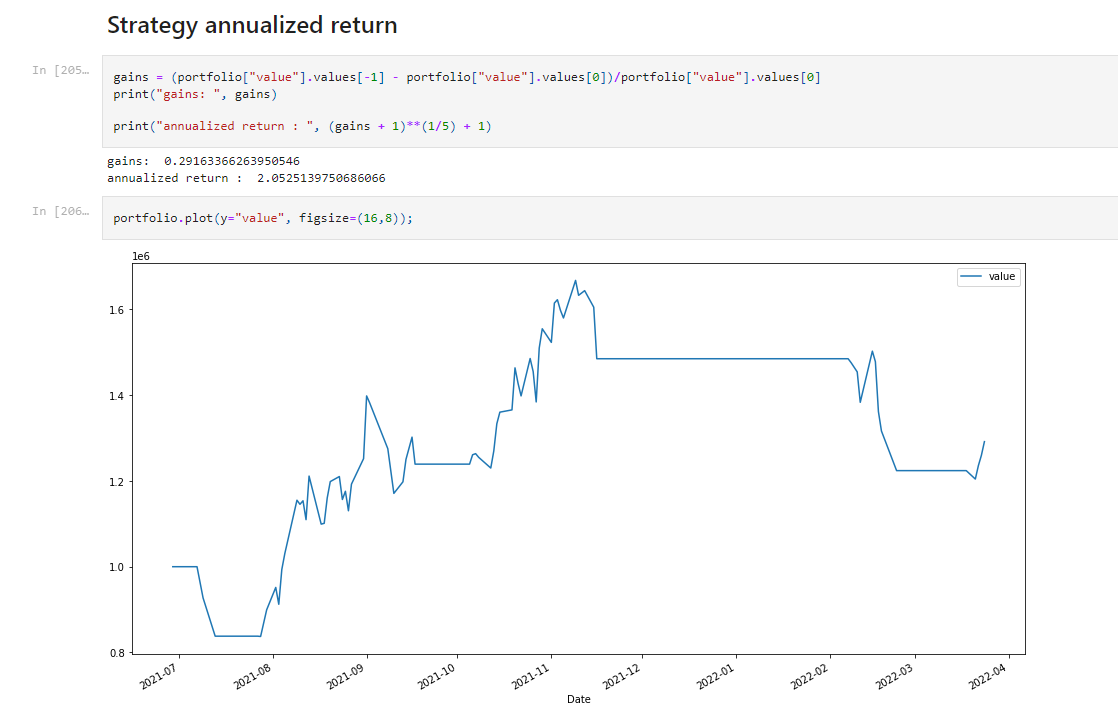 Strategy annualized return
In [205…
gains = (portfolio["value"].values[-1] - portfolio["value"].values[0])/portfolio["value"].values[0]
print("gains: ", gains)
print("annualized return : ", (gains + 1)**(1/5) + 1)
gains:  0.29163366263950546
annualized return :  2.0525139750686066
In [206…
portfolio.plot(y="value", figsize=(16,8));
1e6
value
1.6
1.4
1.2
1.0
0.8
2021-07
2021-08
2021-09
2021-10
2021-11
2021-12
2022-01
2022-02
2022-03
2022-04
Date